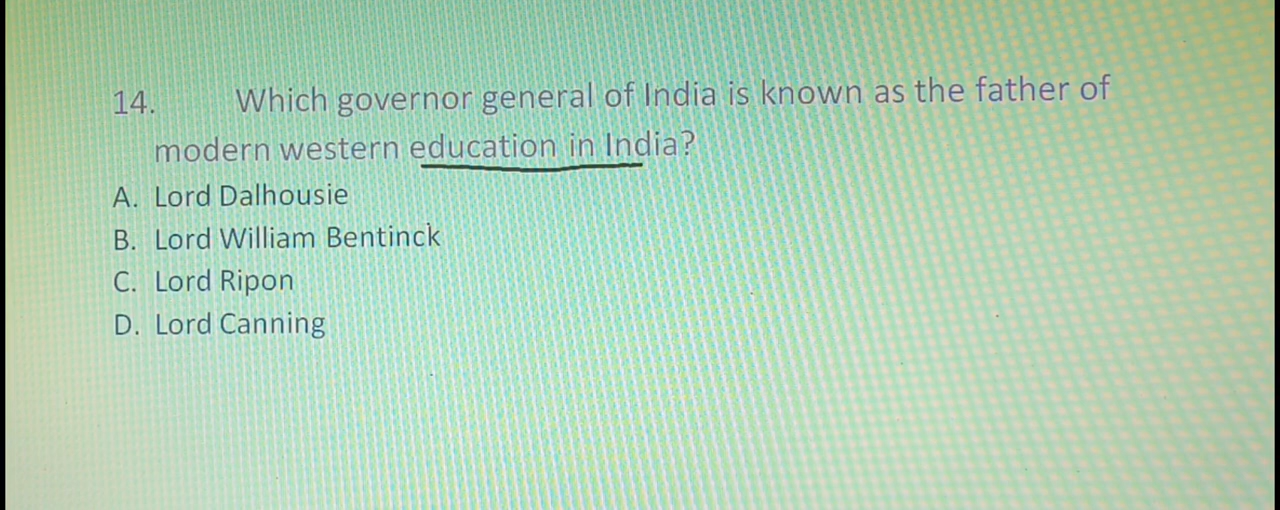 14. Which governor general of India is known as the father of
modern western education in India?
A. Lord Dalhousie
B. Lord William Bentinck
C. Lord Ripon
D. Lord Canning